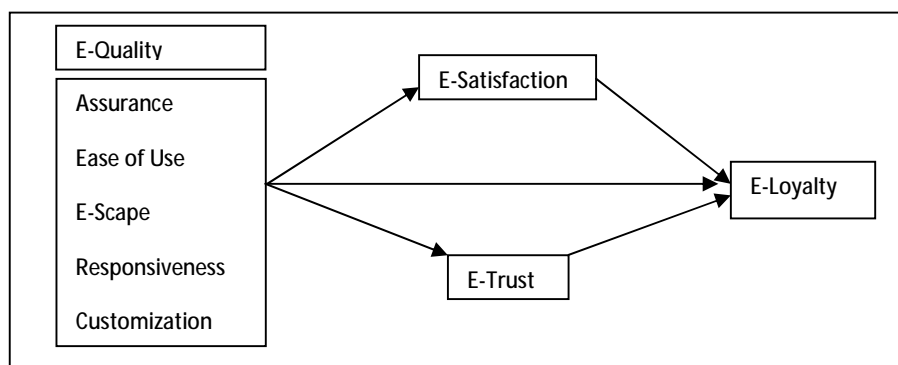 E-Quality
Assurance
Ease of Use
E-Scape
Responsiveness
Customization
E-Satisfaction
E-Trust
E-Loyalty